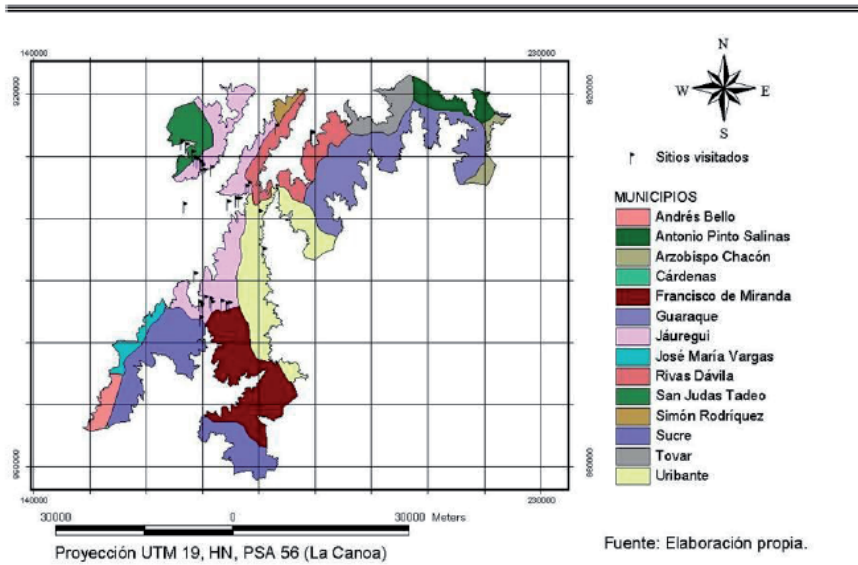 140000
230000
920000
920000
N
W E
S
Sitios visitados
MUNICIPIOS
Andrés Bello
Antonio Pinto Salinas
Arzobispo Chacón
Cárdenas
Francisco de Miranda
Guaraque
Jáuregui
José María Vargas
Rivas Dávila
San Judas Tadeo
Simón Rodríquez
Sucre
Tovar
Uribante
140000
230000
30000 0 30000 Meters
Proyección UTM 19, HN, PSA 56 (La Canoa)
Fuente: Elaboración propia.